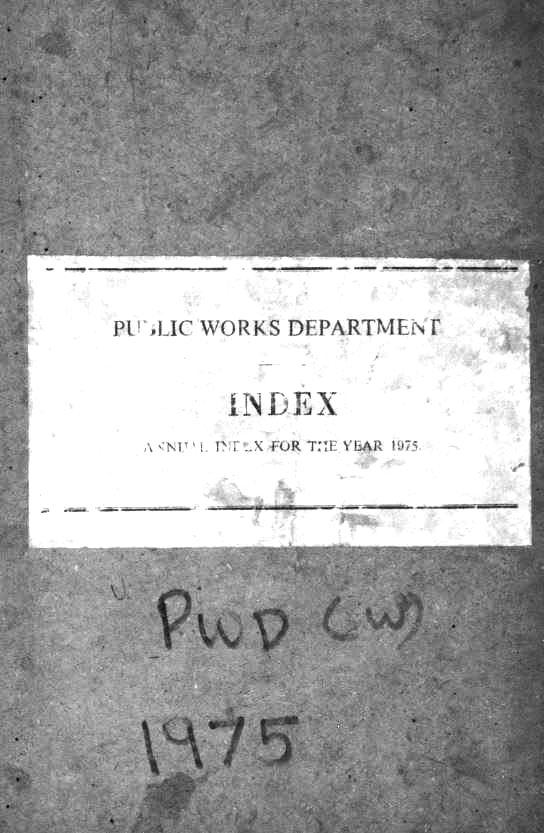 PUBLIC WORKS DEPARTMENT
INDEX
ANNUAL INDEX FOR THE YEAR 1975.
PWD (W)
1975